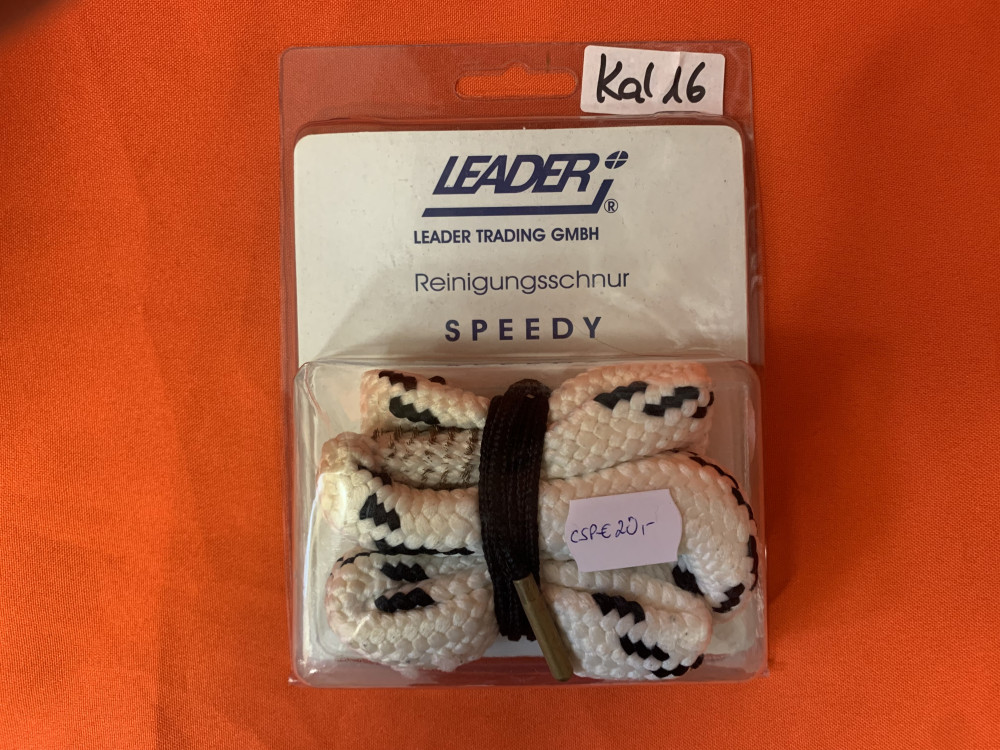 Kal 16
LEADER ®
LEADER TRADING GMBH
Reinigungsschnur
SPEEDY
CSP€ 20,-